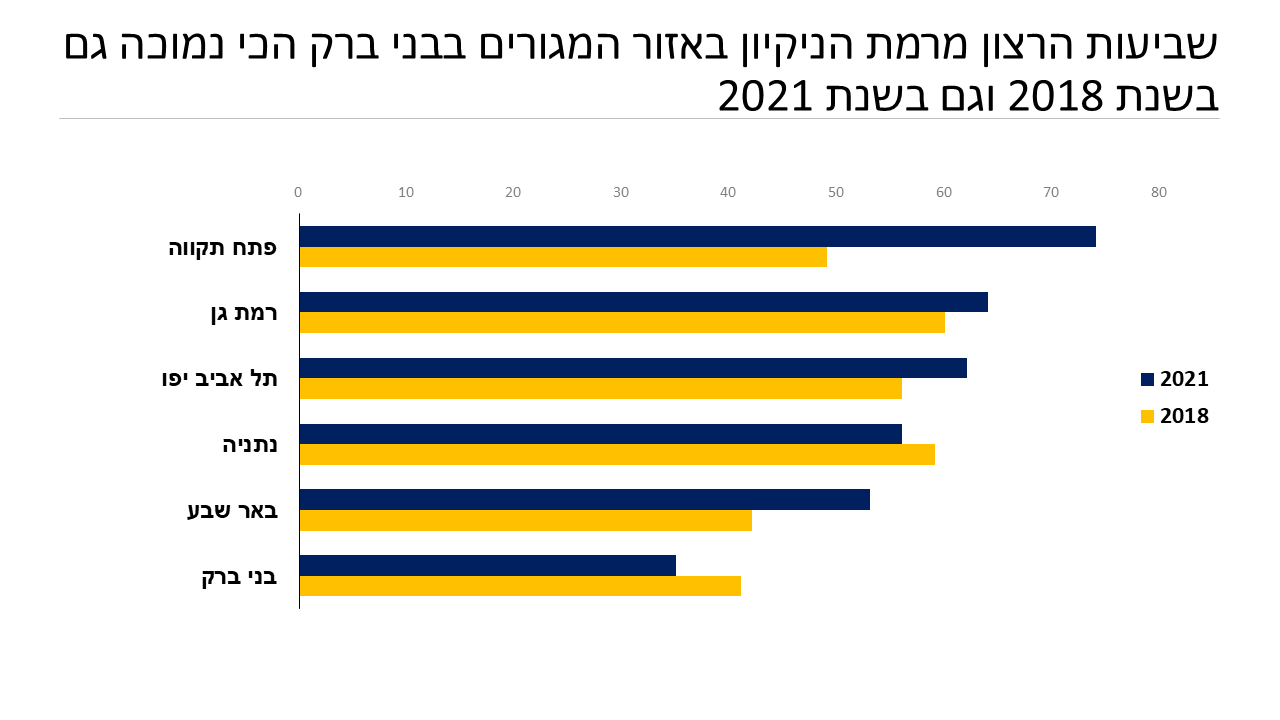 שביעות הרצון מרמת הניקיון באזור המגורים בבני ברק הכי נמוכה גם
בשנת 2018 וגם בשנת 2021
0 10 20 30 40 50 60 70 80
פתח תקווה
רמת גן
תל אביב יפו
נתניה
באר שבע
בני ברק
2021
2018